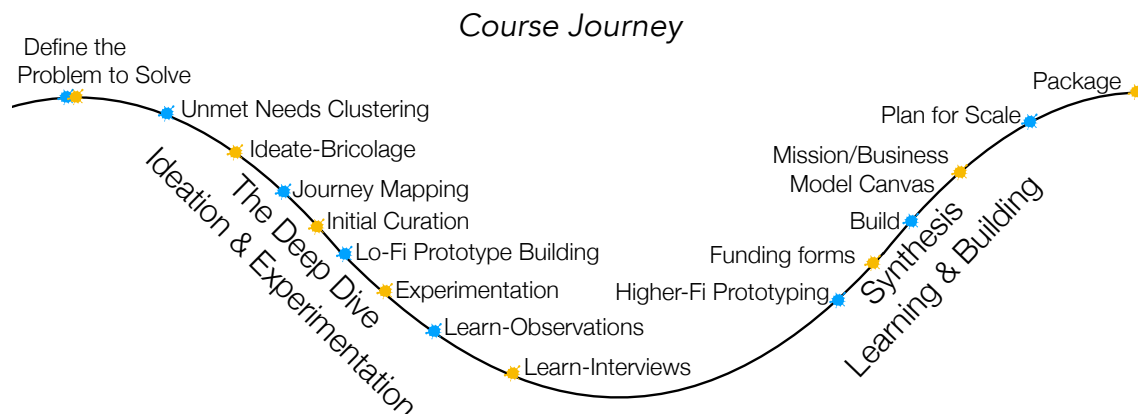 Course Journey
Define the
Problem to Solve
Unmet Needs Clustering
Ideate-Bricolage
Journey Mapping
Initial Curation
Lo-Fi Prototype Building
Experimentation
Learn-Observations
Learn-Interviews
The Deep Dive
Ideation & Experimentation
Higher-Fi Prototyping
Funding forms
Build
Mission/Business
Model Canvas
Plan for Scale
Package
Synthesis
Learning & Building